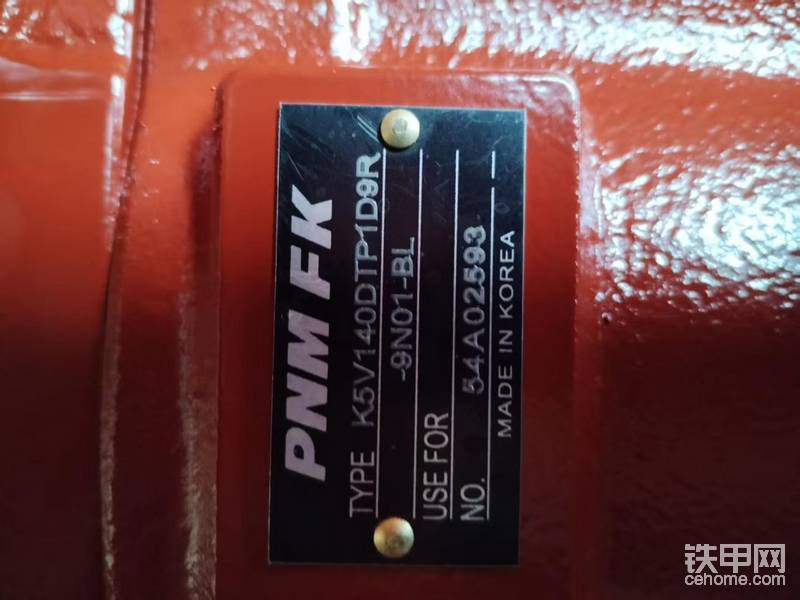 PNM FK
TYPE K5V140DTP1D9R
-9N01-BL
USE FOR
NO. 54A02593
MADE IN KOREA
铁甲网
cehome.com